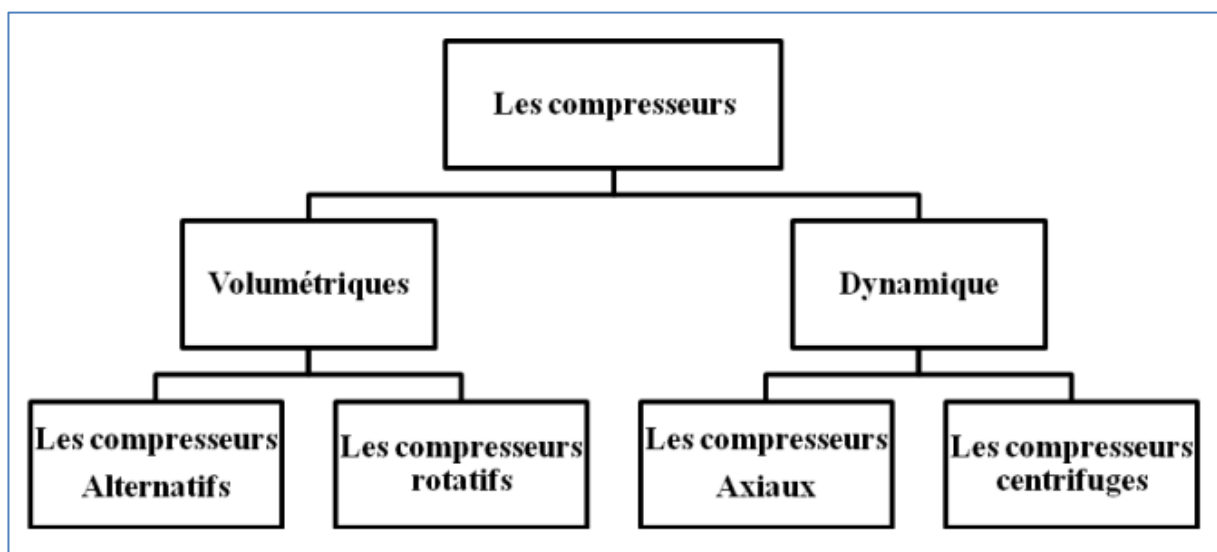 Les compresseurs
Volumétriques
Dynamique
Les compresseurs
Alternatifs
Les compresseurs
rotatifs
Les compresseurs
Axiaux
Les compresseurs
centrifuges